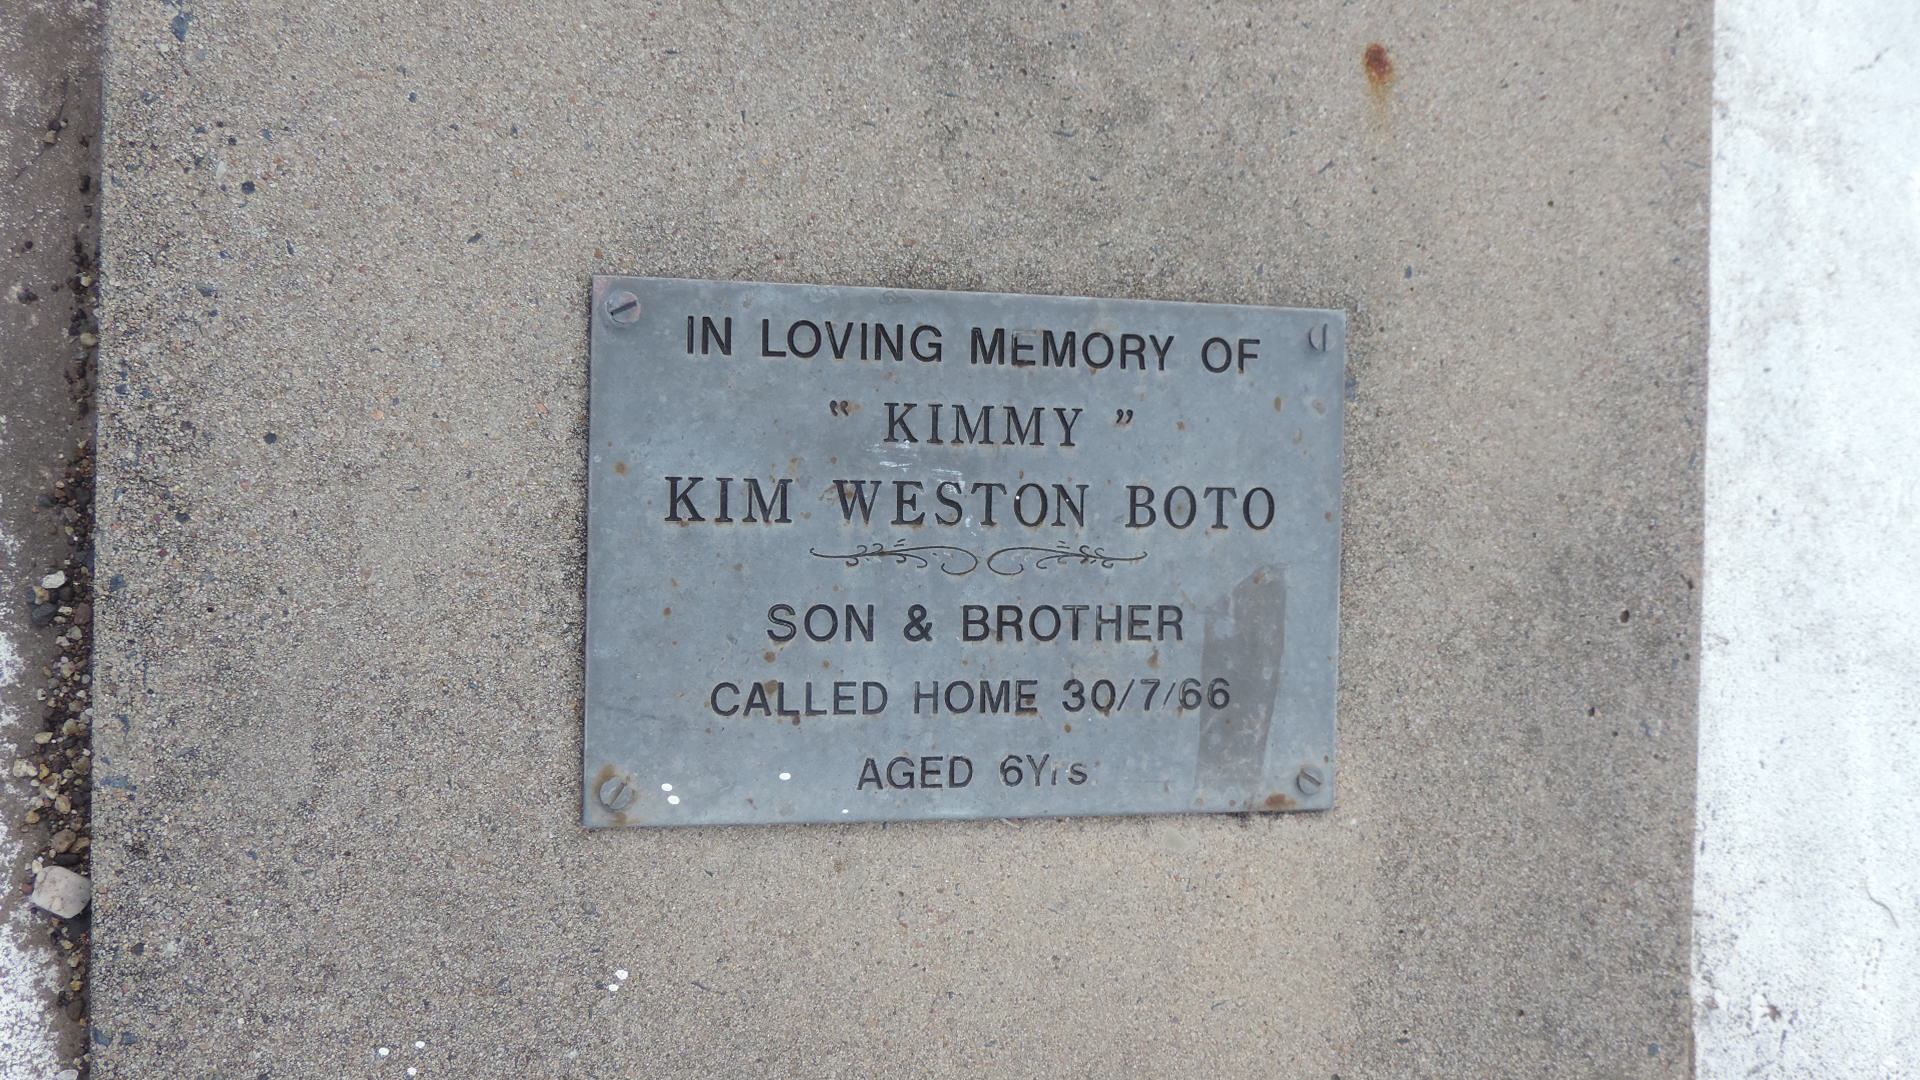 IN LOVING MEMORY OF
“ KIMMY ”
KIM WESTON BOTO
SON & BROTHER
CALLED HOME 30/7/66
AGED 6Yrs